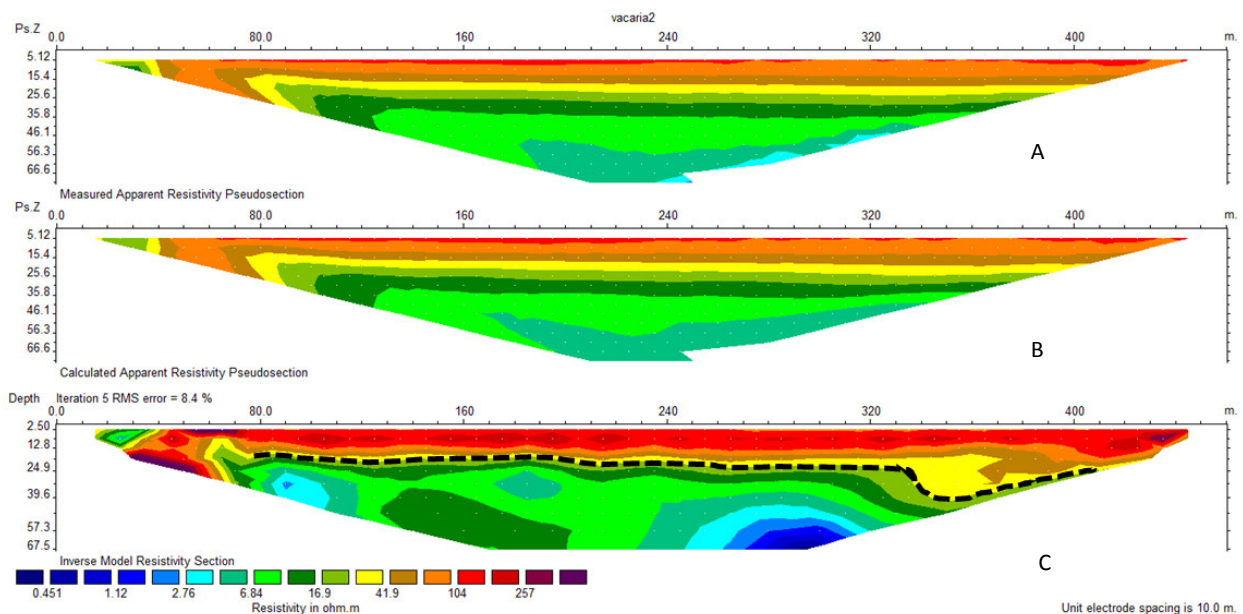 vacaria2
Ps.Z 0.0 80.0 160 240 320 400 m.
5.12
15.4
25.6
35.8
46.1
56.3
66.6
A
Measured Apparent Resistivity Pseudosection
Ps.Z 0.0 80.0 160 240 320 400 m.
5.12
15.4
25.6
35.8
46.1
56.3
66.6
B
Calculated Apparent Resistivity Pseudosection
Depth Iteration 5 RMS error = 8.4 %
0.0 80.0 160 240 320 400 m.
2.50
12.8
24.9
39.6
57.3
67.5
C
Inverse Model Resistivity Section
0.451 1.12 2.76 6.84 16.9 41.9 104 257
Resistivity in ohm.m
Unit electrode spacing is 10.0 m.